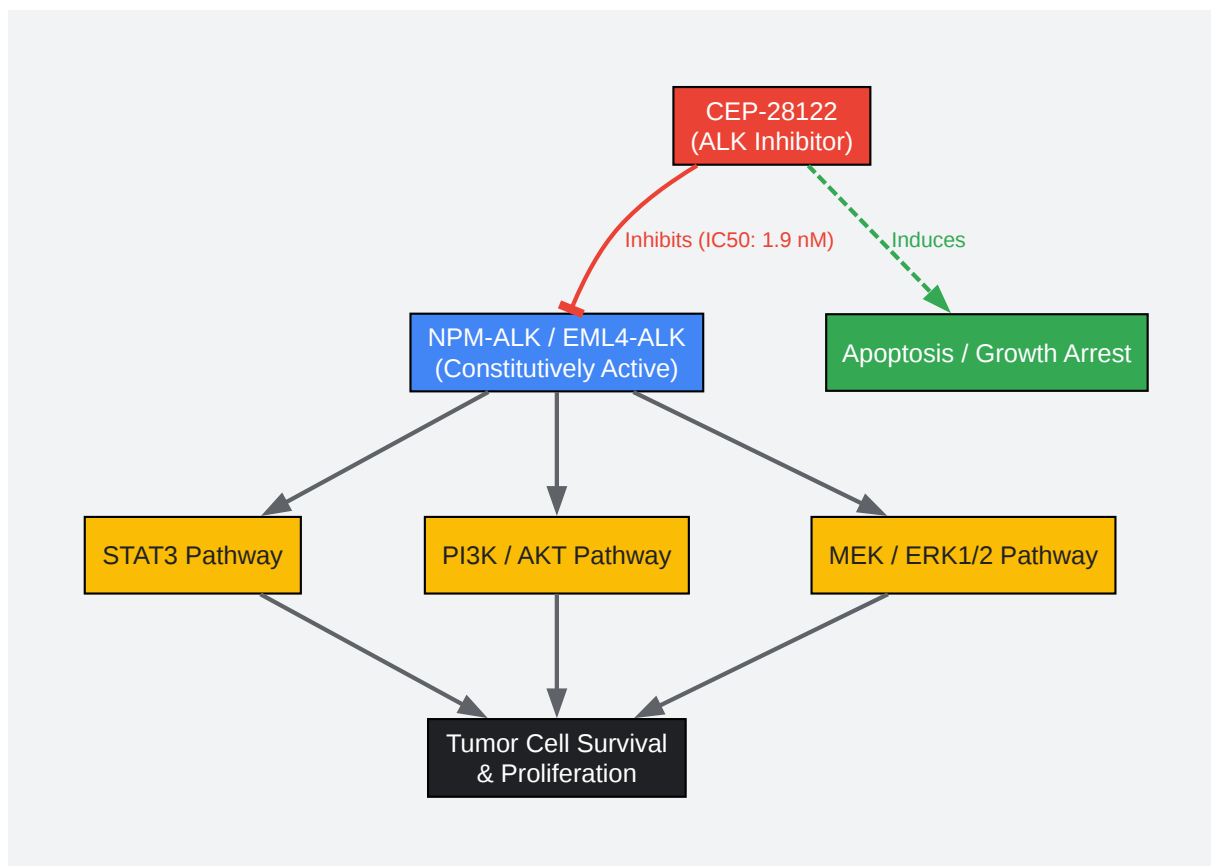 CEP-28122
(ALK Inhibitor)
Inhibits (IC50: 1.9 nM)
Induces
NPM-ALK / EML4-ALK
(Constitutively Active)
Apoptosis / Growth Arrest
STAT3 Pathway
PI3K / AKT Pathway
MEK / ERK1/2 Pathway
Tumor Cell Survival
& Proliferation